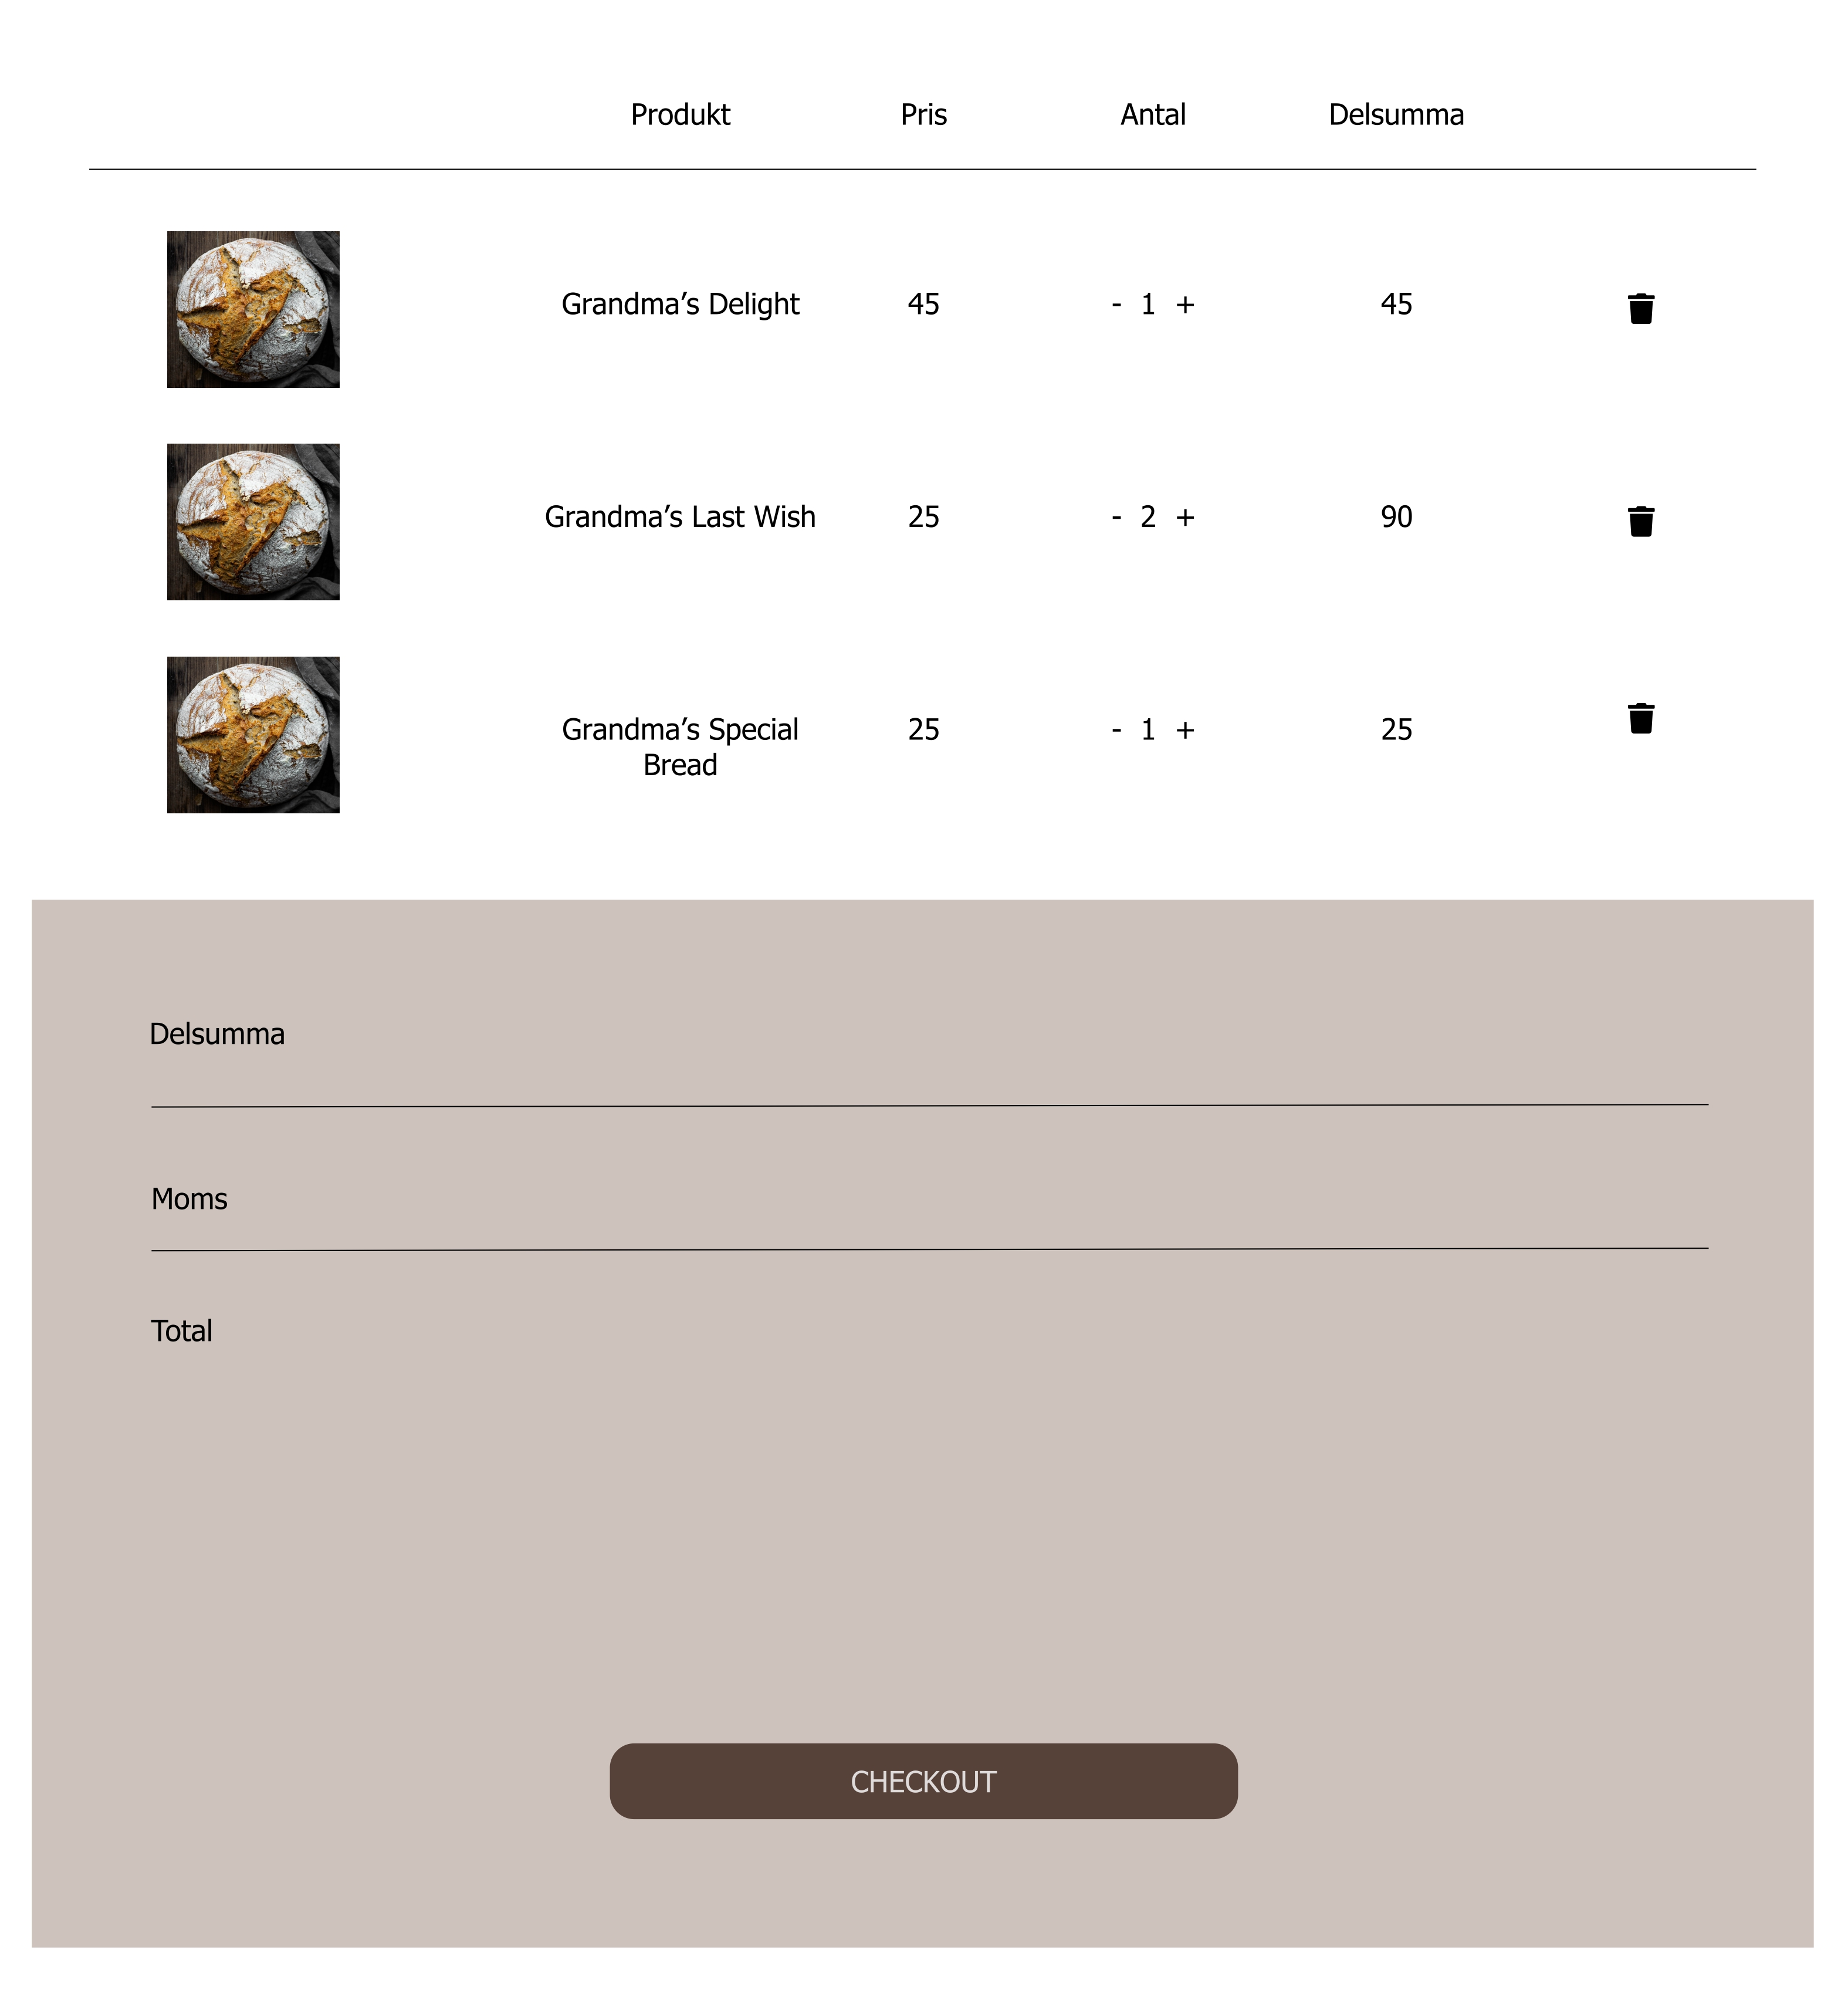 Produkt Pris Antal Delsumma
Grandma’s Delight 45 - 1 + 45
Grandma’s Last Wish 25 - 2 + 90
Grandma’s Special 25 - 1 + 25
Bread
Delsumma
Moms
Total
CHECKOUT